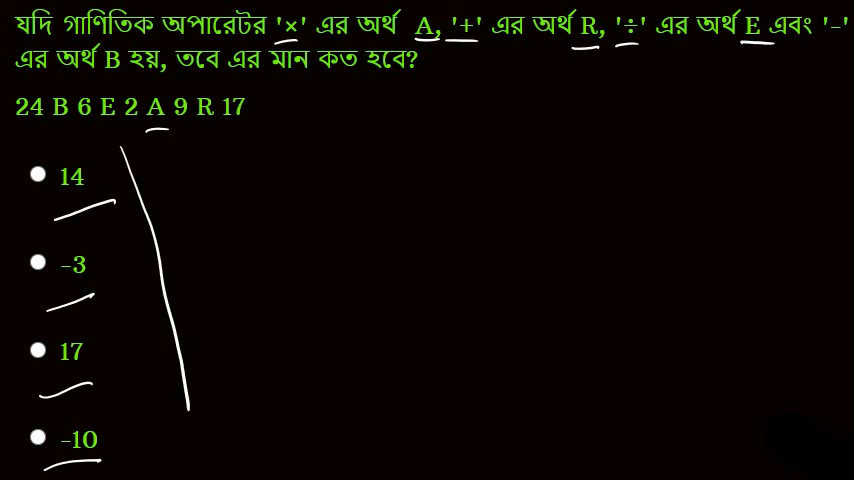 যদি গাণিতিক অপারেটর '×' এর অর্থ A, '+' এর অর্থ R, '÷' এর অর্থ E এবং '-'
এর অর্থ B হয়, তবে এর মান কত হবে?
24 B 6 E 2 A 9 R 17
14
-3
17
-10